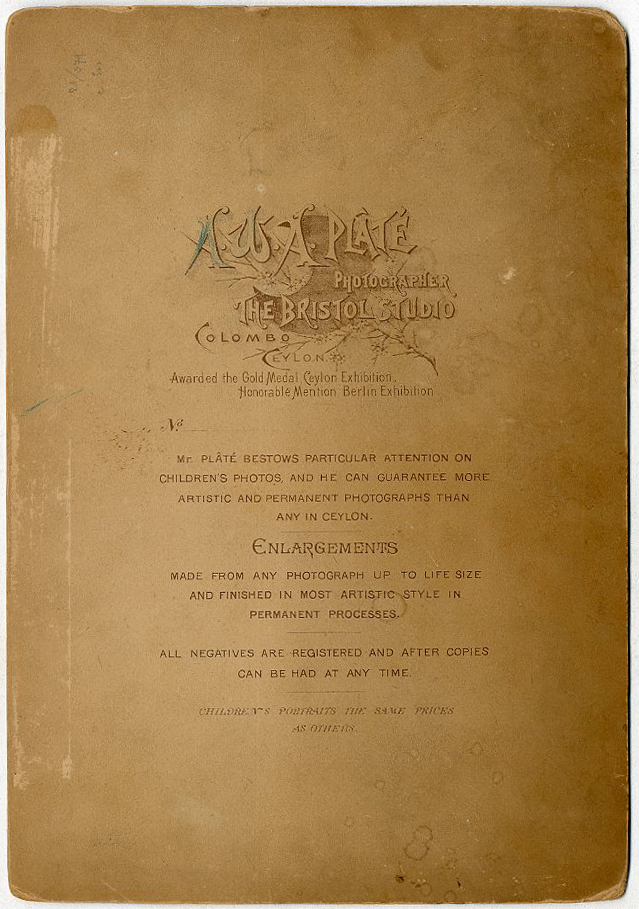 A. W. A. PLÂTÉ
PHOTOGRAPHER
THE BRISTOL STUDIO
COLOMBO
CEYLON.
Awarded the Gold Medal Ceylon Exhibition.
Honorable Mention Berlin Exhibition
No.
Mr. PLÂTÉ BESTOWS PARTICULAR ATTENTION ON
CHILDREN'S PHOTOS, AND HE CAN GUARANTEE MORE
ARTISTIC AND PERMANENT PHOTOGRAPHS THAN
ANY IN CEYLON.
ENLARGEMENTS
MADE FROM ANY PHOTOGRAPH UP TO LIFE SIZE
AND FINISHED IN MOST ARTISTIC STYLE IN
PERMANENT PROCESSES.
ALL NEGATIVES ARE REGISTERED AND AFTER COPIES
CAN BE HAD AT ANY TIME.
CHILDREN'S PORTRAITS THE SAME PRICES
AS OTHERS.